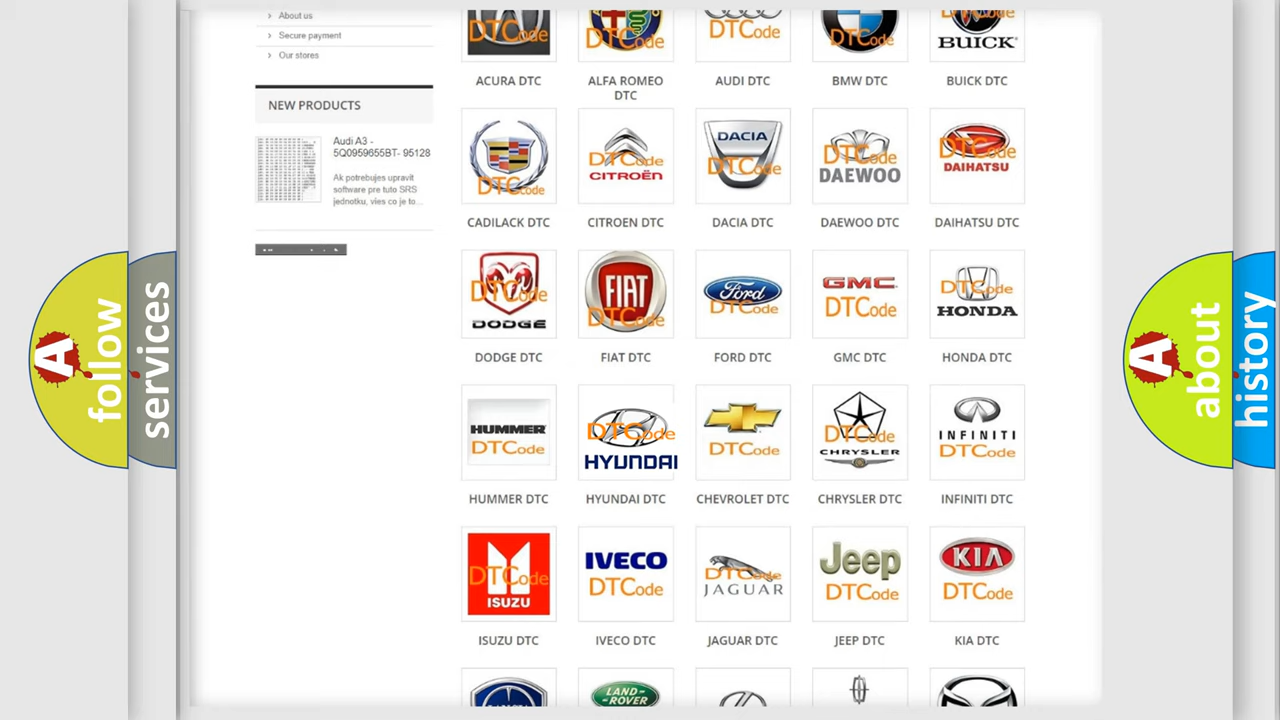 About us
Secure payment
Our stores
NEW PRODUCTS
Audi A3 -
5Q0959655BT- 95128
Ak potrebujes upravit
software pre tuto SRS
jednotku, vies co je to...
DTCode
DTCode
DTCode
DTCode
BUICK
ACURA DTC
ALFA ROMEO
DTC
AUDI DTC
BMW DTC
BUICK DTC
DTCode
DTCode
CITROËN
DACIA
DTCode
DTCode
DAEWOO
DTCode
DAIHATSU
CADILACK DTC
CITROEN DTC
DACIA DTC
DAEWOO DTC
DAIHATSU DTC
DTCode
DODGE
FIAT
DTCode
Ford
DTCode
GMC
DTCode
DTCode
HONDA
DODGE DTC
FIAT DTC
FORD DTC
GMC DTC
HONDA DTC
HUMMER
DTCode
DTCode
HYUNDAI
DTCode
DTCode
CHRYSLER
INFINITI
DTCode
HUMMER DTC
HYUNDAI DTC
CHEVROLET DTC
CHRYSLER DTC
INFINITI DTC
DTCode
ISUZU
IVECO
DTCode
DTCode
JAGUAR
Jeep
DTCode
KIA
DTCode
ISUZU DTC
IVECO DTC
JAGUAR DTC
JEEP DTC
KIA DTC
LAND-
ROVER
A
follow
services
A
about
history